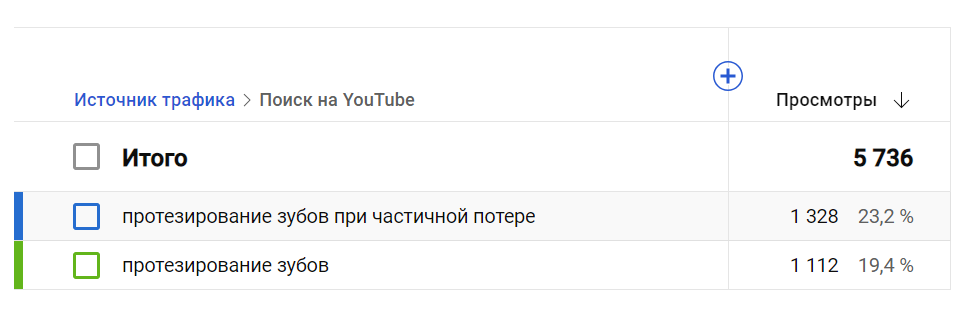 Источник трафика > Поиск на YouTube Просмотры ↓
Итого 5 736
протезирование зубов при частичной потере 1 328 23,2 %
протезирование зубов 1 112 19,4 %